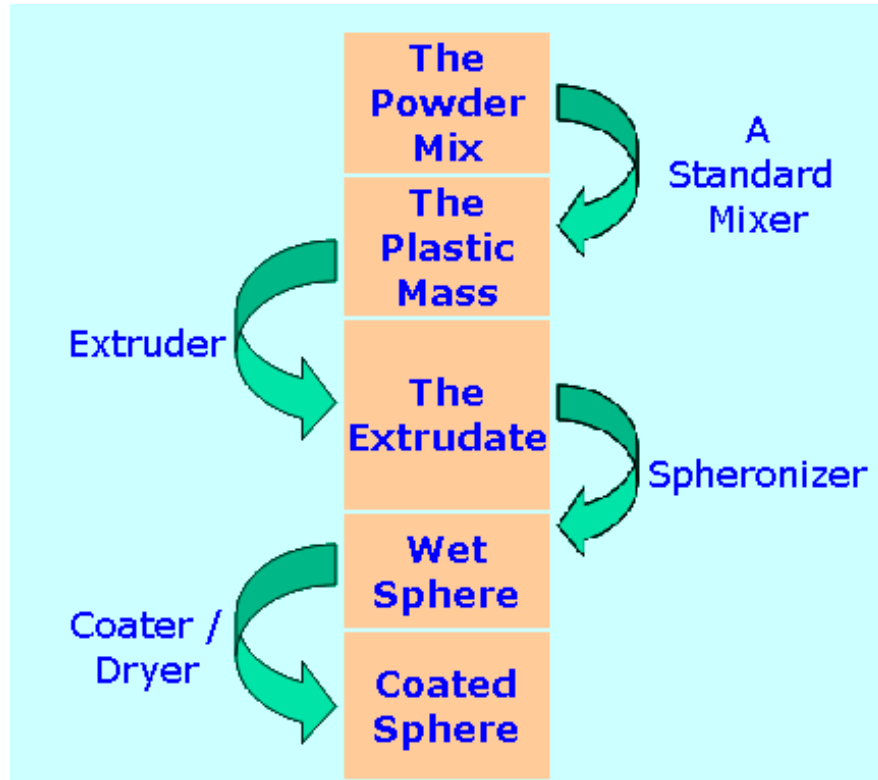 The
Powder
Mix
A
Standard
Mixer
The
Plastic
Mass
Extruder
The
Extrudate
Spheronizer
Wet
Sphere
Coater /
Dryer
Coated
Sphere